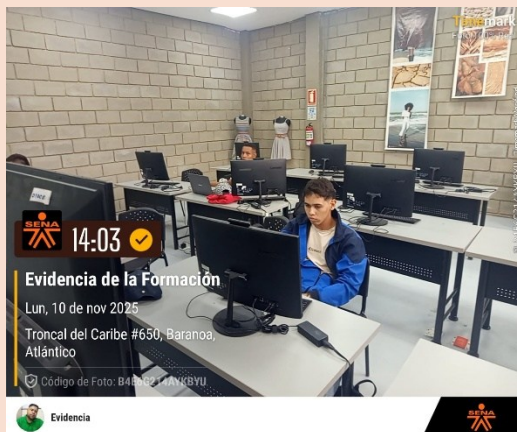 Timemark
SENA
14:03
Evidencia de la Formación
Lun, 10 de nov 2025
Troncal del Caribe #650, Baranoa,
Atlántico
Código de Foto: B4E6G214AYKBYU
Evidencia
SENA